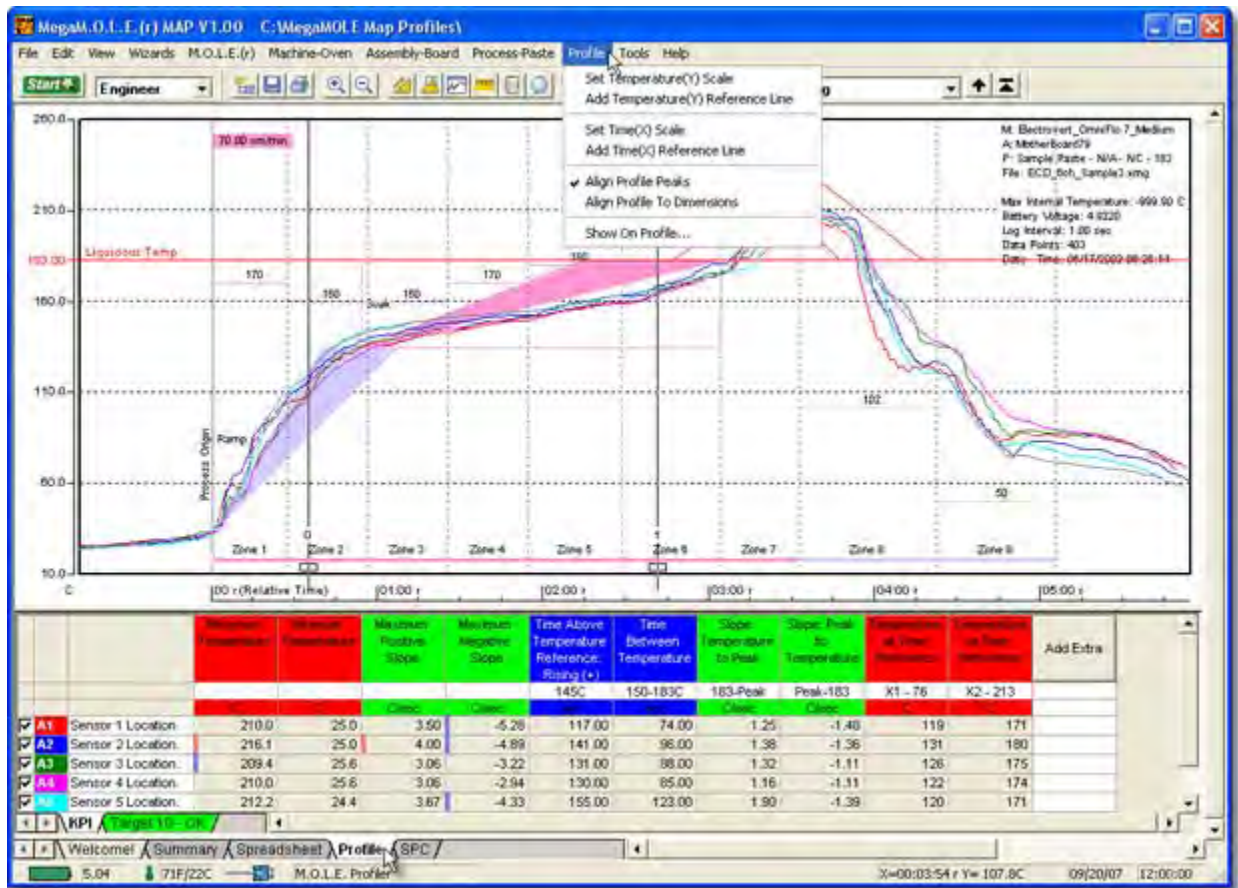 MegaM.O.L.E.(r) MAP V1.00 C:\MegaMOLE Map Profiles\
File Edit View Wizards M.O.L.E.(r) Machine-Oven Assembly-Board Process-Paste Profile Tools Help
Start Engineer
Set Temperature(Y) Scale
Add Temperature(Y) Reference Line
Set Time(X) Scale
Add Time(X) Reference Line
Align Profile Peaks
Align Profile To Dimensions
Show On Profile...
260.0
70.00 cm/min
M: Electrovert_OmniFlo 7_Medium
A: MotherBoard79
P: Sample Paste - N/A- NC - 183
File: ECD_6oh_Sample3.xmg
Max Internal Temperature: -999.90 C
Battery Voltage: 4.9320
Log Interval: 1.00 sec
Data Points: 403
Date - Time: 06/17/2003 08:28:11
210.0
183.00
Liquidous Temp
170
150
Soak
150
170
190
160.0
110.0
102
Ramp
Process Origin
60.0
50
0 1
Zone 1 Zone 2 Zone 3 Zone 4 Zone 5 Zone 6 Zone 7 Zone 8 Zone 9
10.0
C |00 r(Relative Time) |01:00 r |02:00 r |03:00 r |04:00 r |05:00 r
Maximum Positive Slope
Maximum Negative Slope
Time Above Temperature Reference: Rising (+)
Time Between Temperature
Slope: Temperature to Peak
Slope: Peak to Temperature
Add Extra
145C 150-183C 183-Peak Peak-183 X1 - 76 X2 - 213
A1 Sensor 1 Location. 210.0 25.0 3.50 -5.28 117.00 74.00 1.25 -1.48 119 171
A2 Sensor 2 Location. 216.1 25.0 4.00 -4.89 141.00 96.00 1.38 -1.36 131 180
A3 Sensor 3 Location. 209.4 25.6 3.06 -3.22 131.00 88.00 1.32 -1.11 126 175
A4 Sensor 4 Location. 210.0 25.6 3.06 -2.94 130.00 85.00 1.16 -1.11 122 174
Sensor 5 Location. 212.2 24.4 3.67 -4.33 155.00 123.00 1.90 -1.39 120 171
KPI Target 10 - OK
Welcome! Summary Spreadsheet Profile SPC
5.04 71F/22C M.O.L.E. Profiler X=00:03:54 r Y= 107.8C 09/20/07 12:00:00